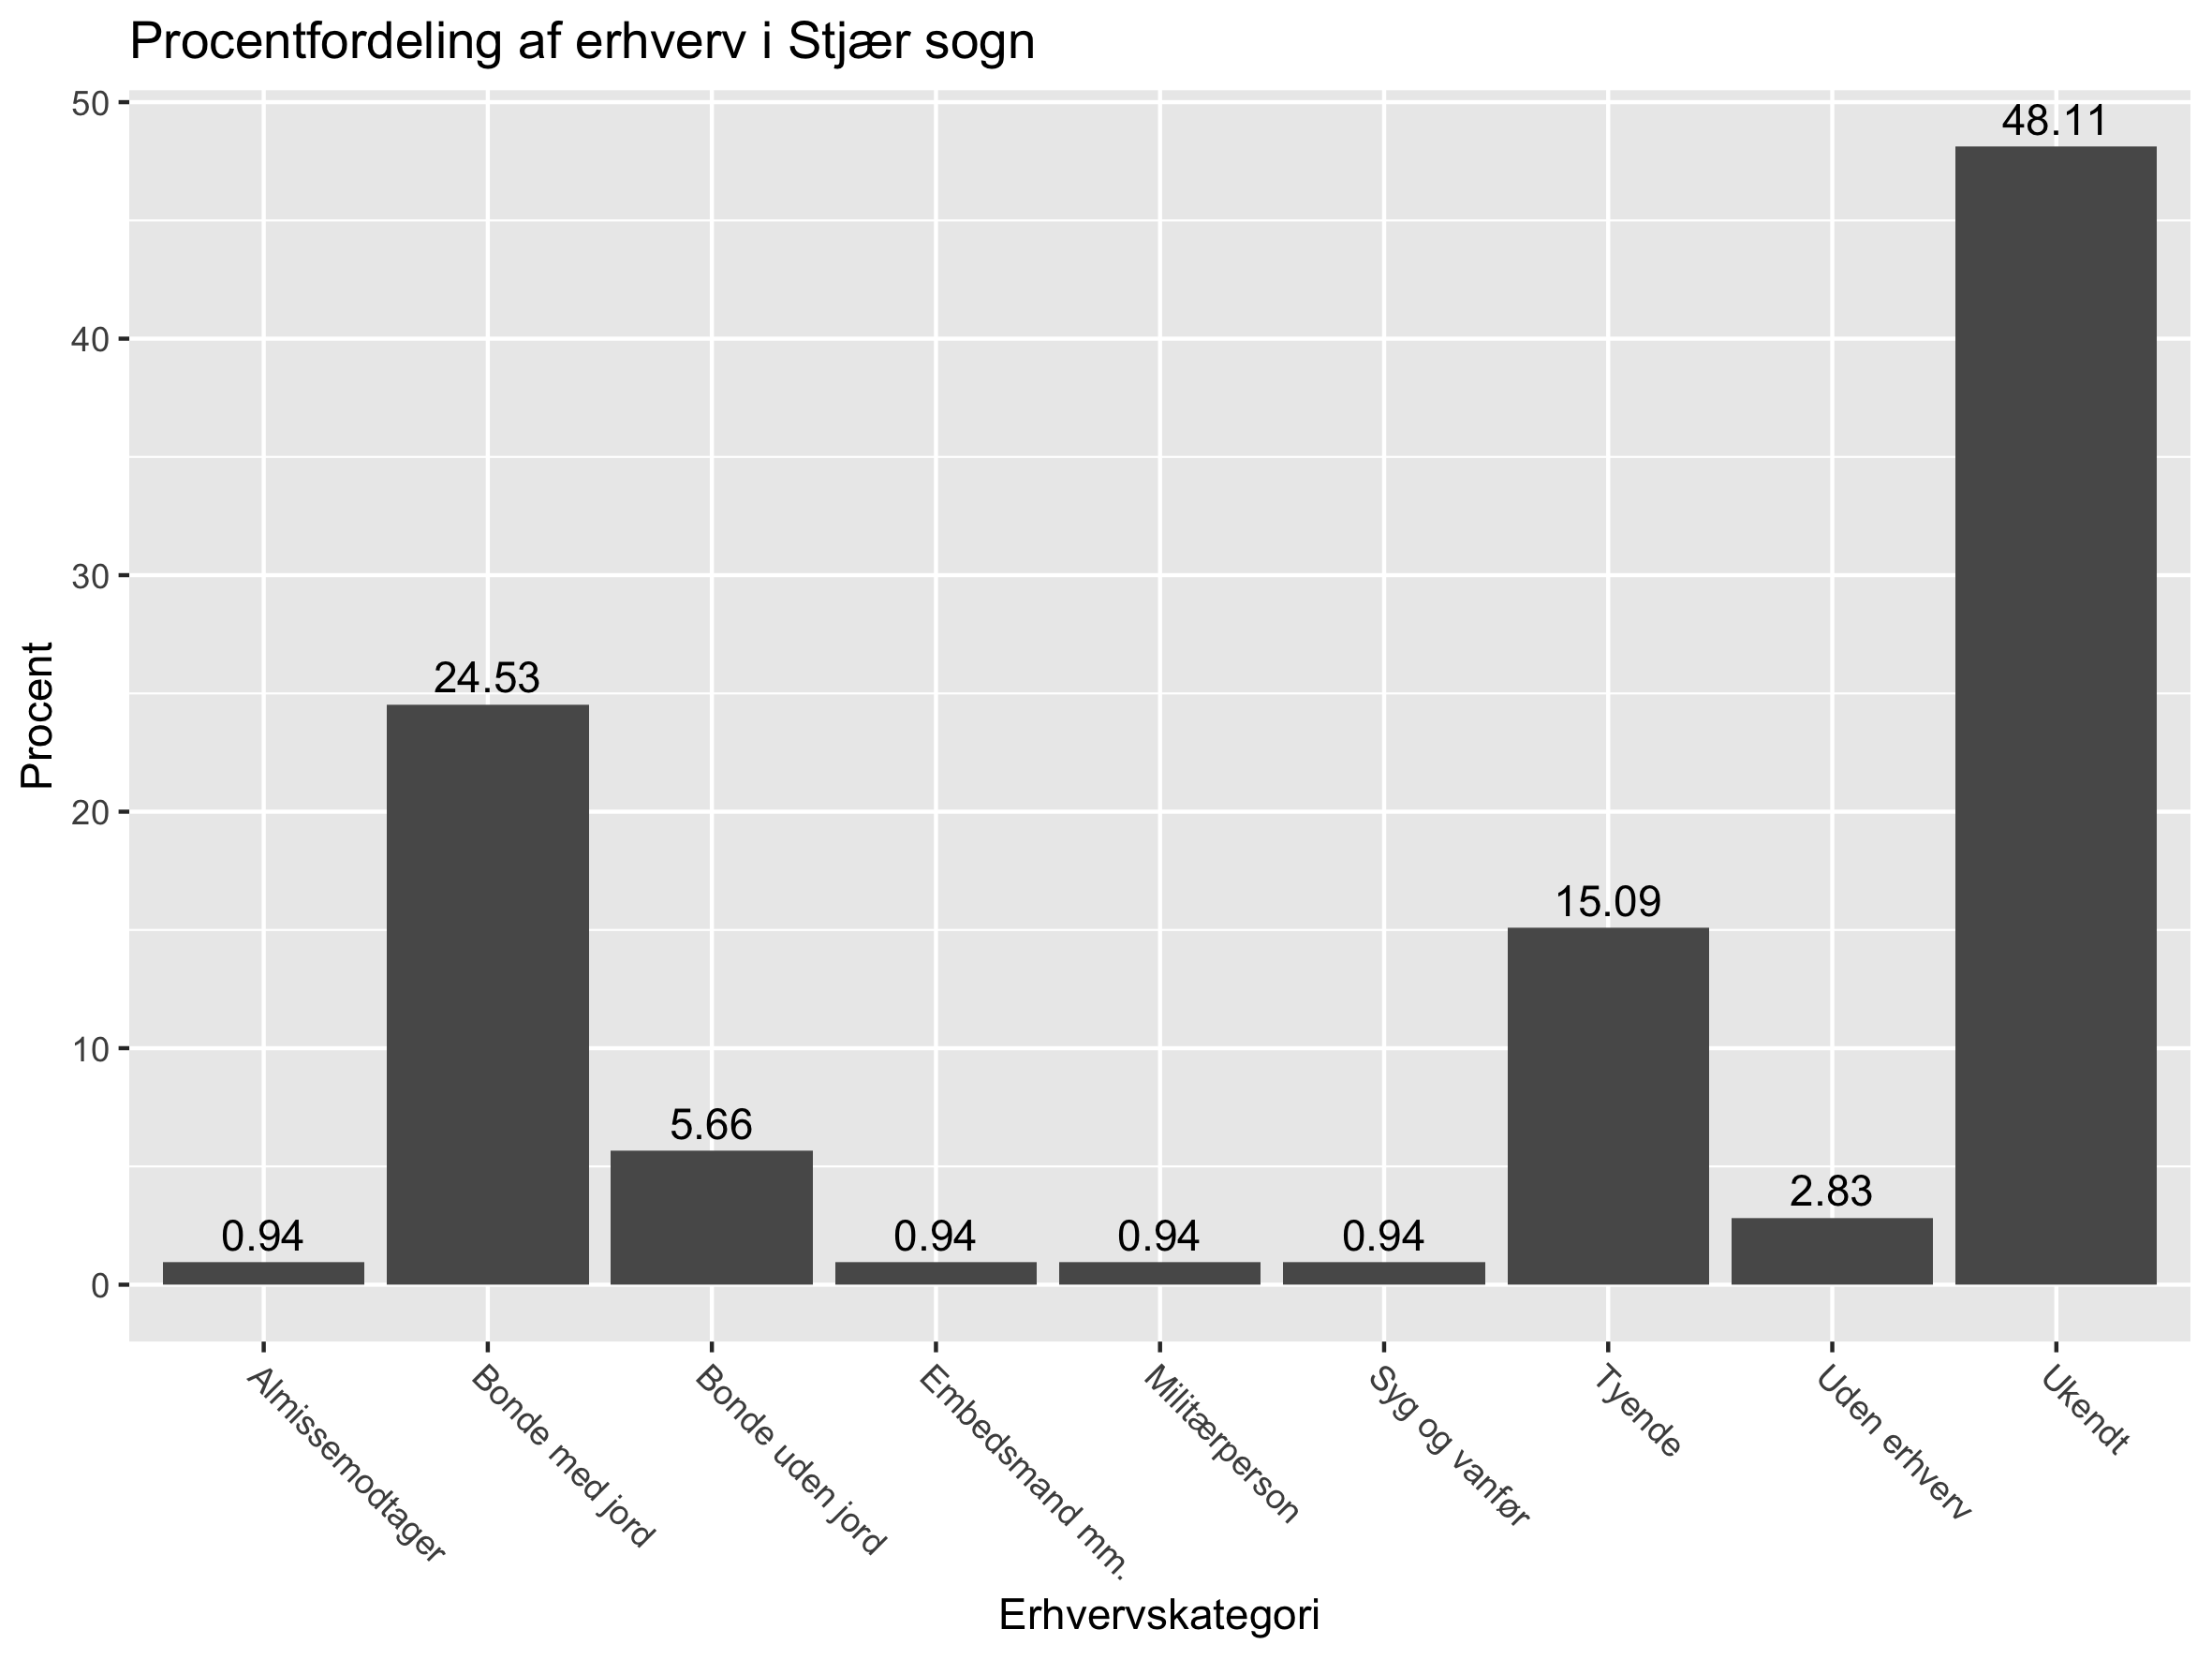 Procentfordeling af erhverv i Stjær sogn
50
40
30
20
10
0
Procent
0.94
24.53
5.66
0.94
0.94
0.94
15.09
2.83
48.11
Almissemodtager
Bonde med jord
Bonde uden jord
Embedsmand mm.
Militærperson
Syg og vanfør
Tyende
Uden erhverv
Ukendt
Erhvervskategori